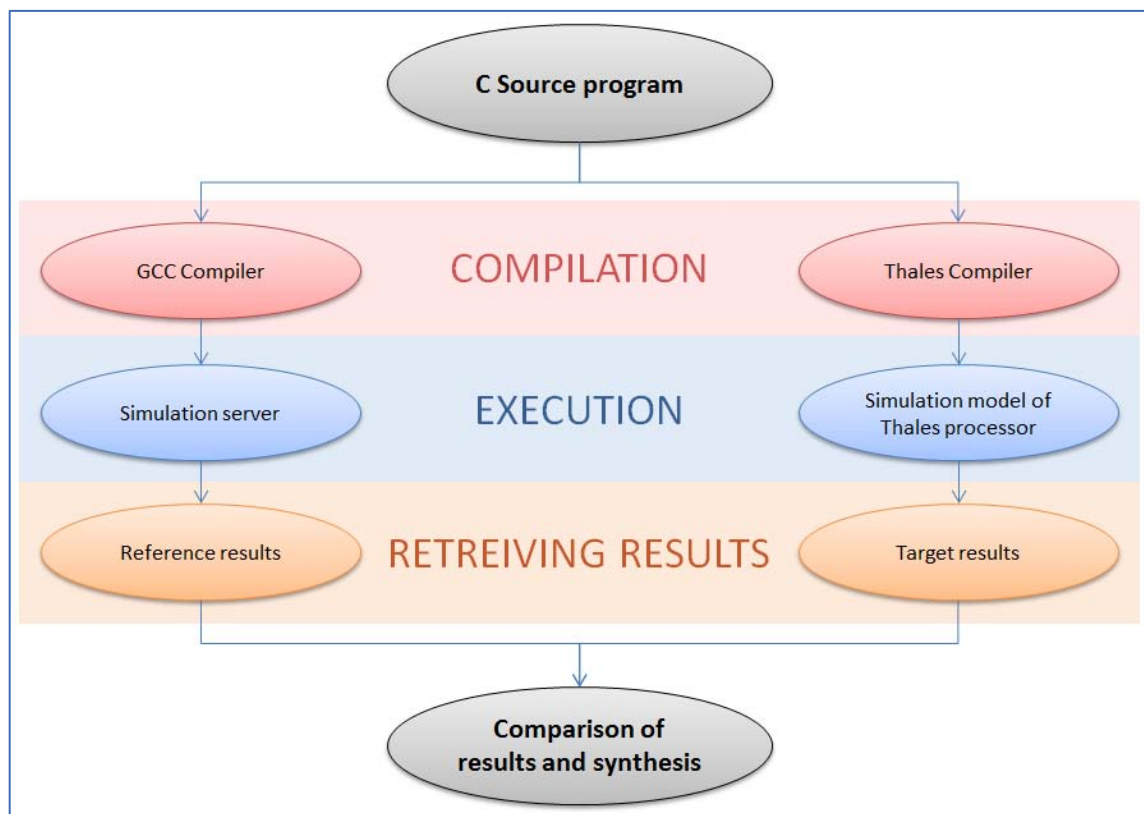 C Source program
GCC Compiler
COMPILATION
Thales Compiler
Simulation server
EXECUTION
Simulation model of
Thales processor
Reference results
RETREIVING RESULTS
Target results
Comparison of
results and synthesis